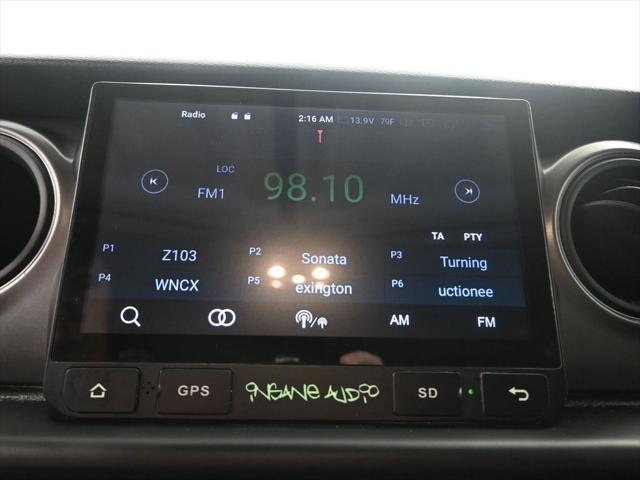 Radio 2:16 AM 13.9V 79F
LOC
FM1 98.10 MHz
TA PTY
P1 Z103 P2 Sonata P3 Turning
P4 WNCX P5 exington P6 uctionee
AM FM
GPS INSANE AUDIO SD